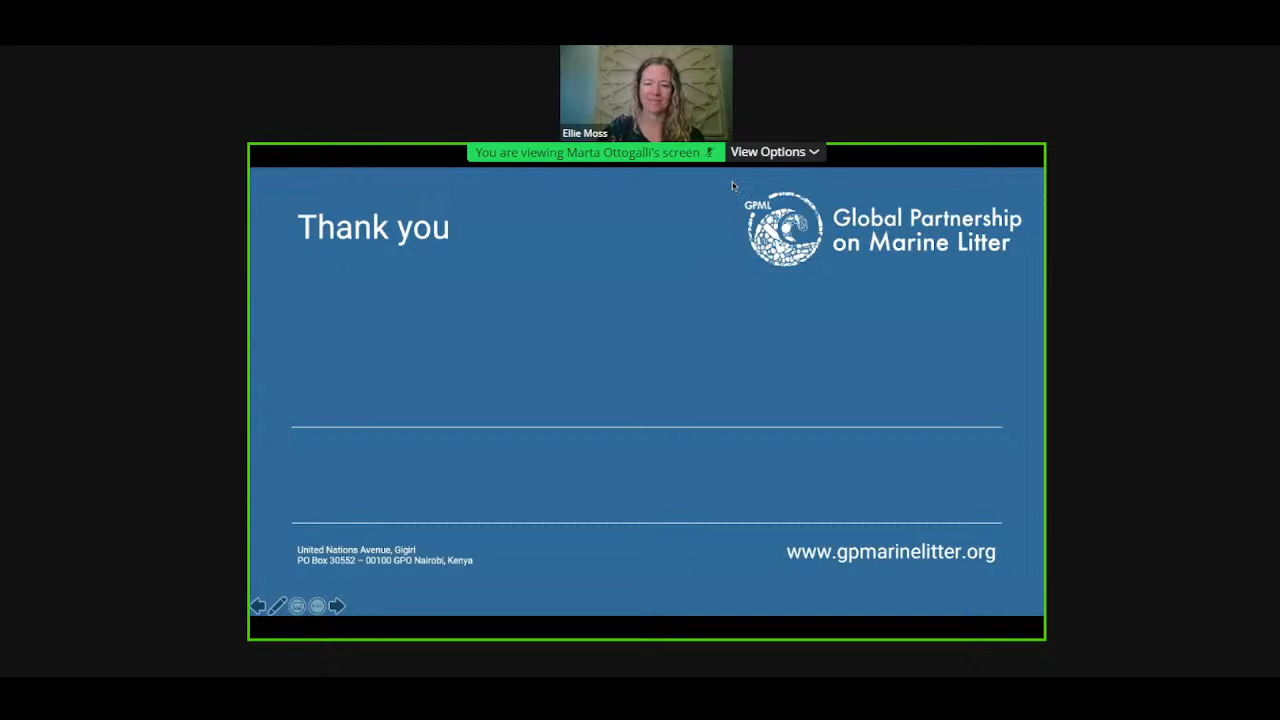 Ellie Moss
You are viewing Marta Ottogalli's screen
View Options
Thank you
GPML
Global Partnership
on Marine Litter
United Nations Avenue, Gigiri
PO Box 30552 – 00100 GPO Nairobi, Kenya
www.gpmarinelitter.org